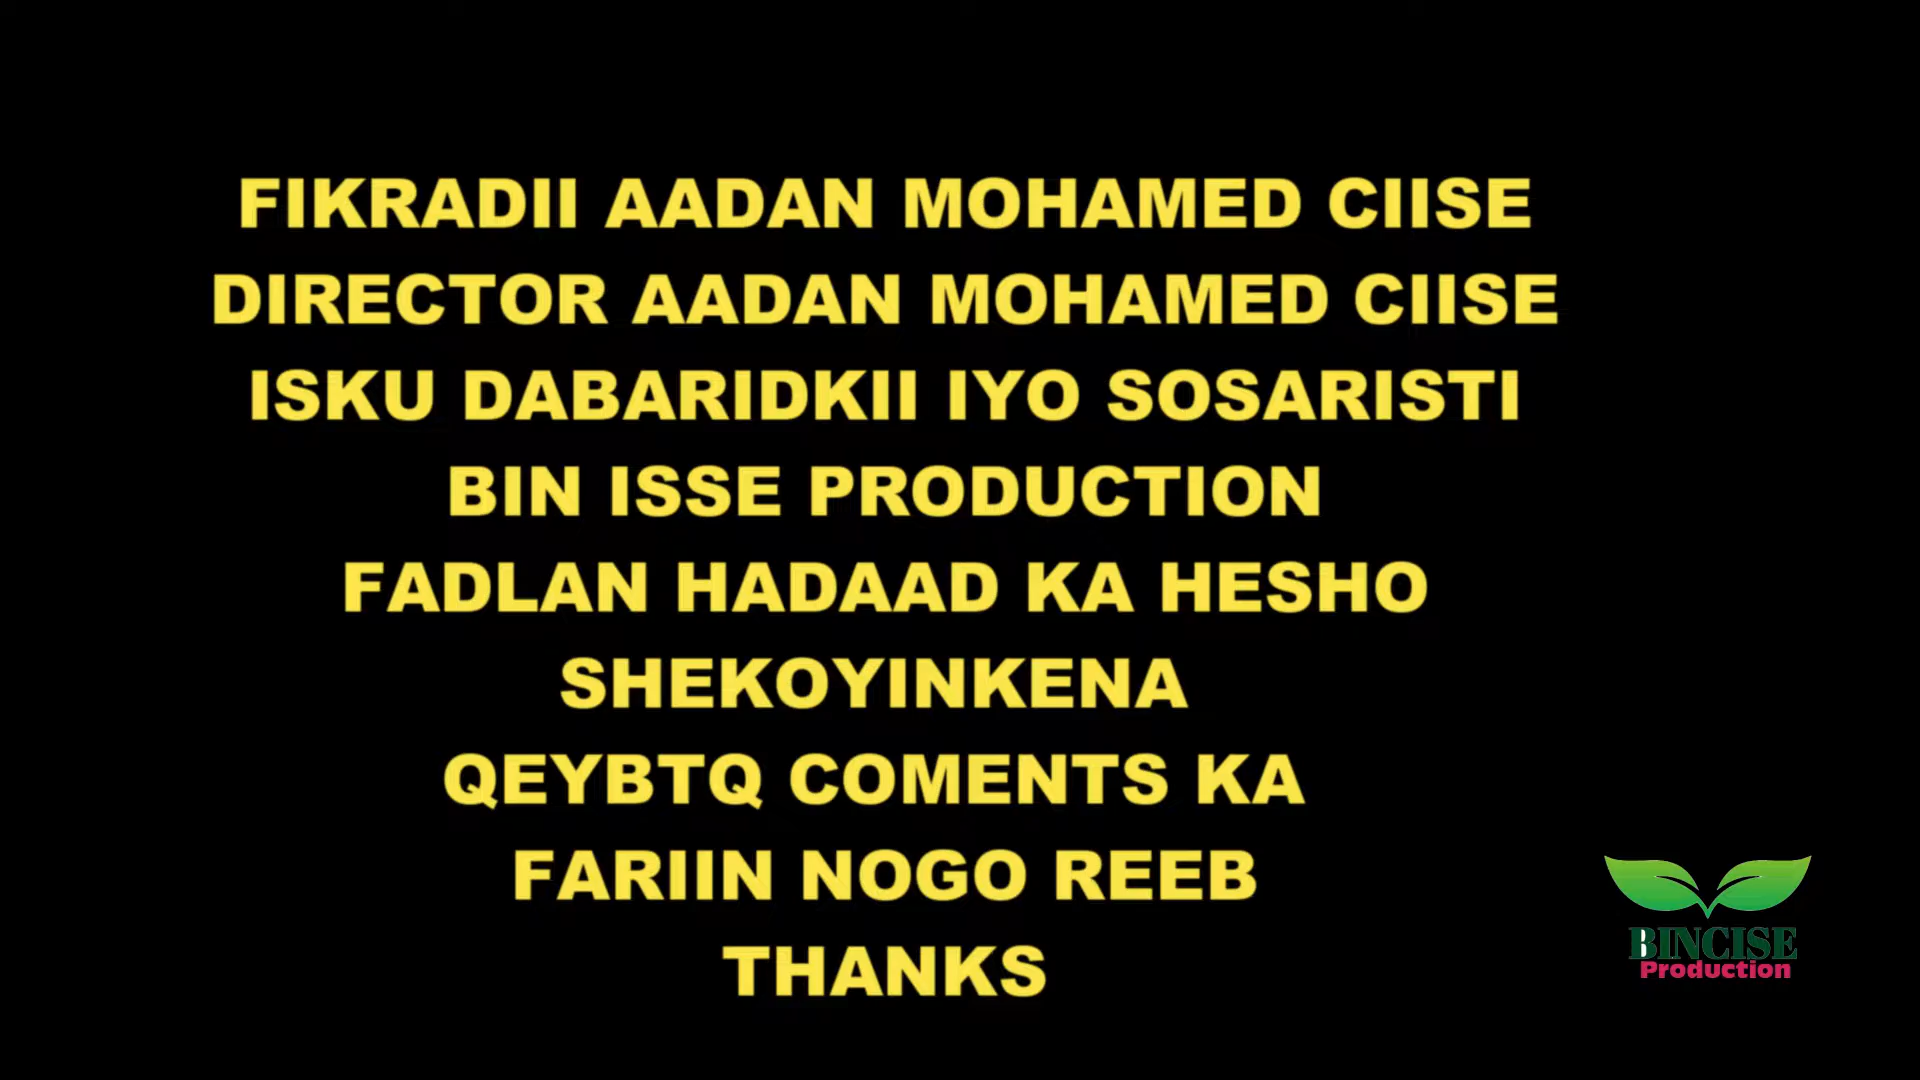 FIKRADII AADAN MOHAMED CIISE
DIRECTOR AADAN MOHAMED CIISE
ISKU DABARIDKII IYO SOSARISTI
BIN ISSE PRODUCTION
FADLAN HADAAD KA HESHO
SHEKOYINKENA
QEYBTQ COMENTS KA
FARIIN NOGO REEB
THANKS
BINCISE
Production